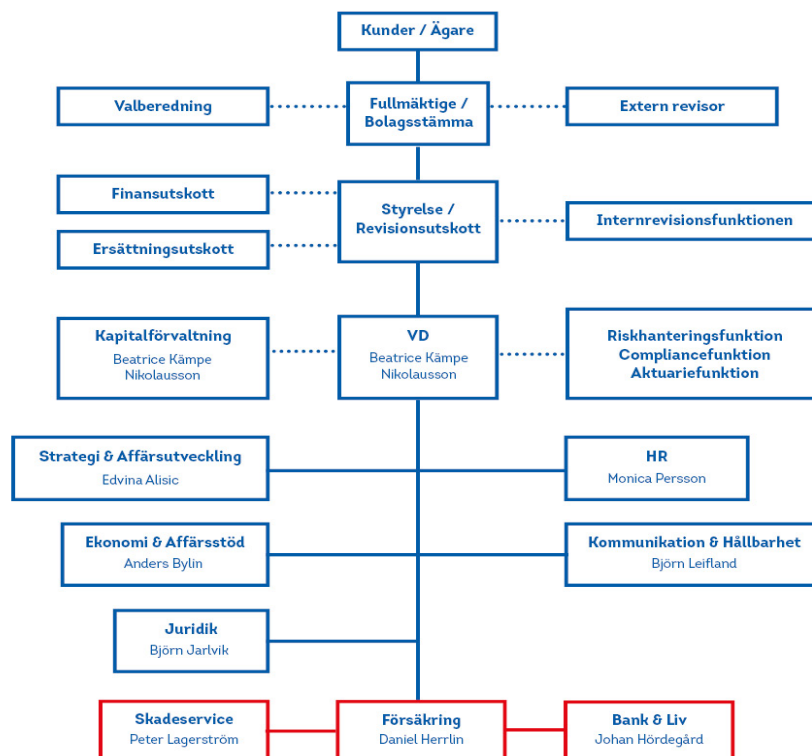 Kunder / Ägare
Valberedning
Fullmäktige /
Bolagsstämma
Extern revisor
Finansutskott
Ersättningsutskott
Styrelse /
Revisionsutskott
Internrevisionsfunktionen
Kapitalförvaltning
Beatrice Kämpe
Nikolausson
VD
Beatrice Kämpe
Nikolausson
Riskhanteringsfunktion
Compliancefunktion
Aktuariefunktion
Strategi & Affärsutveckling
Edvina Alisic
HR
Monica Persson
Ekonomi & Affärsstöd
Anders Bylin
Kommunikation & Hållbarhet
Björn Leifland
Juridik
Björn Jarlvik
Skadeservice
Peter Lagerström
Försäkring
Daniel Herrlin
Bank & Liv
Johan Hördegård